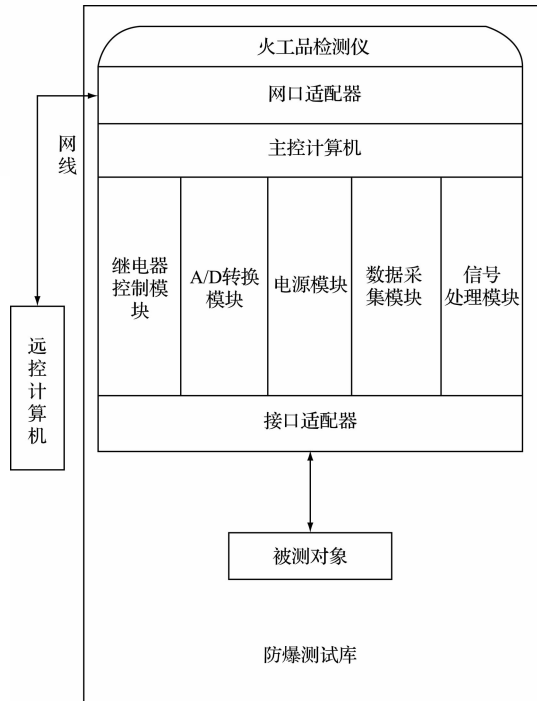 火工品检测仪
网口适配器
主控计算机
网
线
继电器
控制模
块
A/D转换
模块
电源模块
数据采
集模块
信号
处理模块
远
控
计
算
机
接口适配器
被测对象
防爆测试库